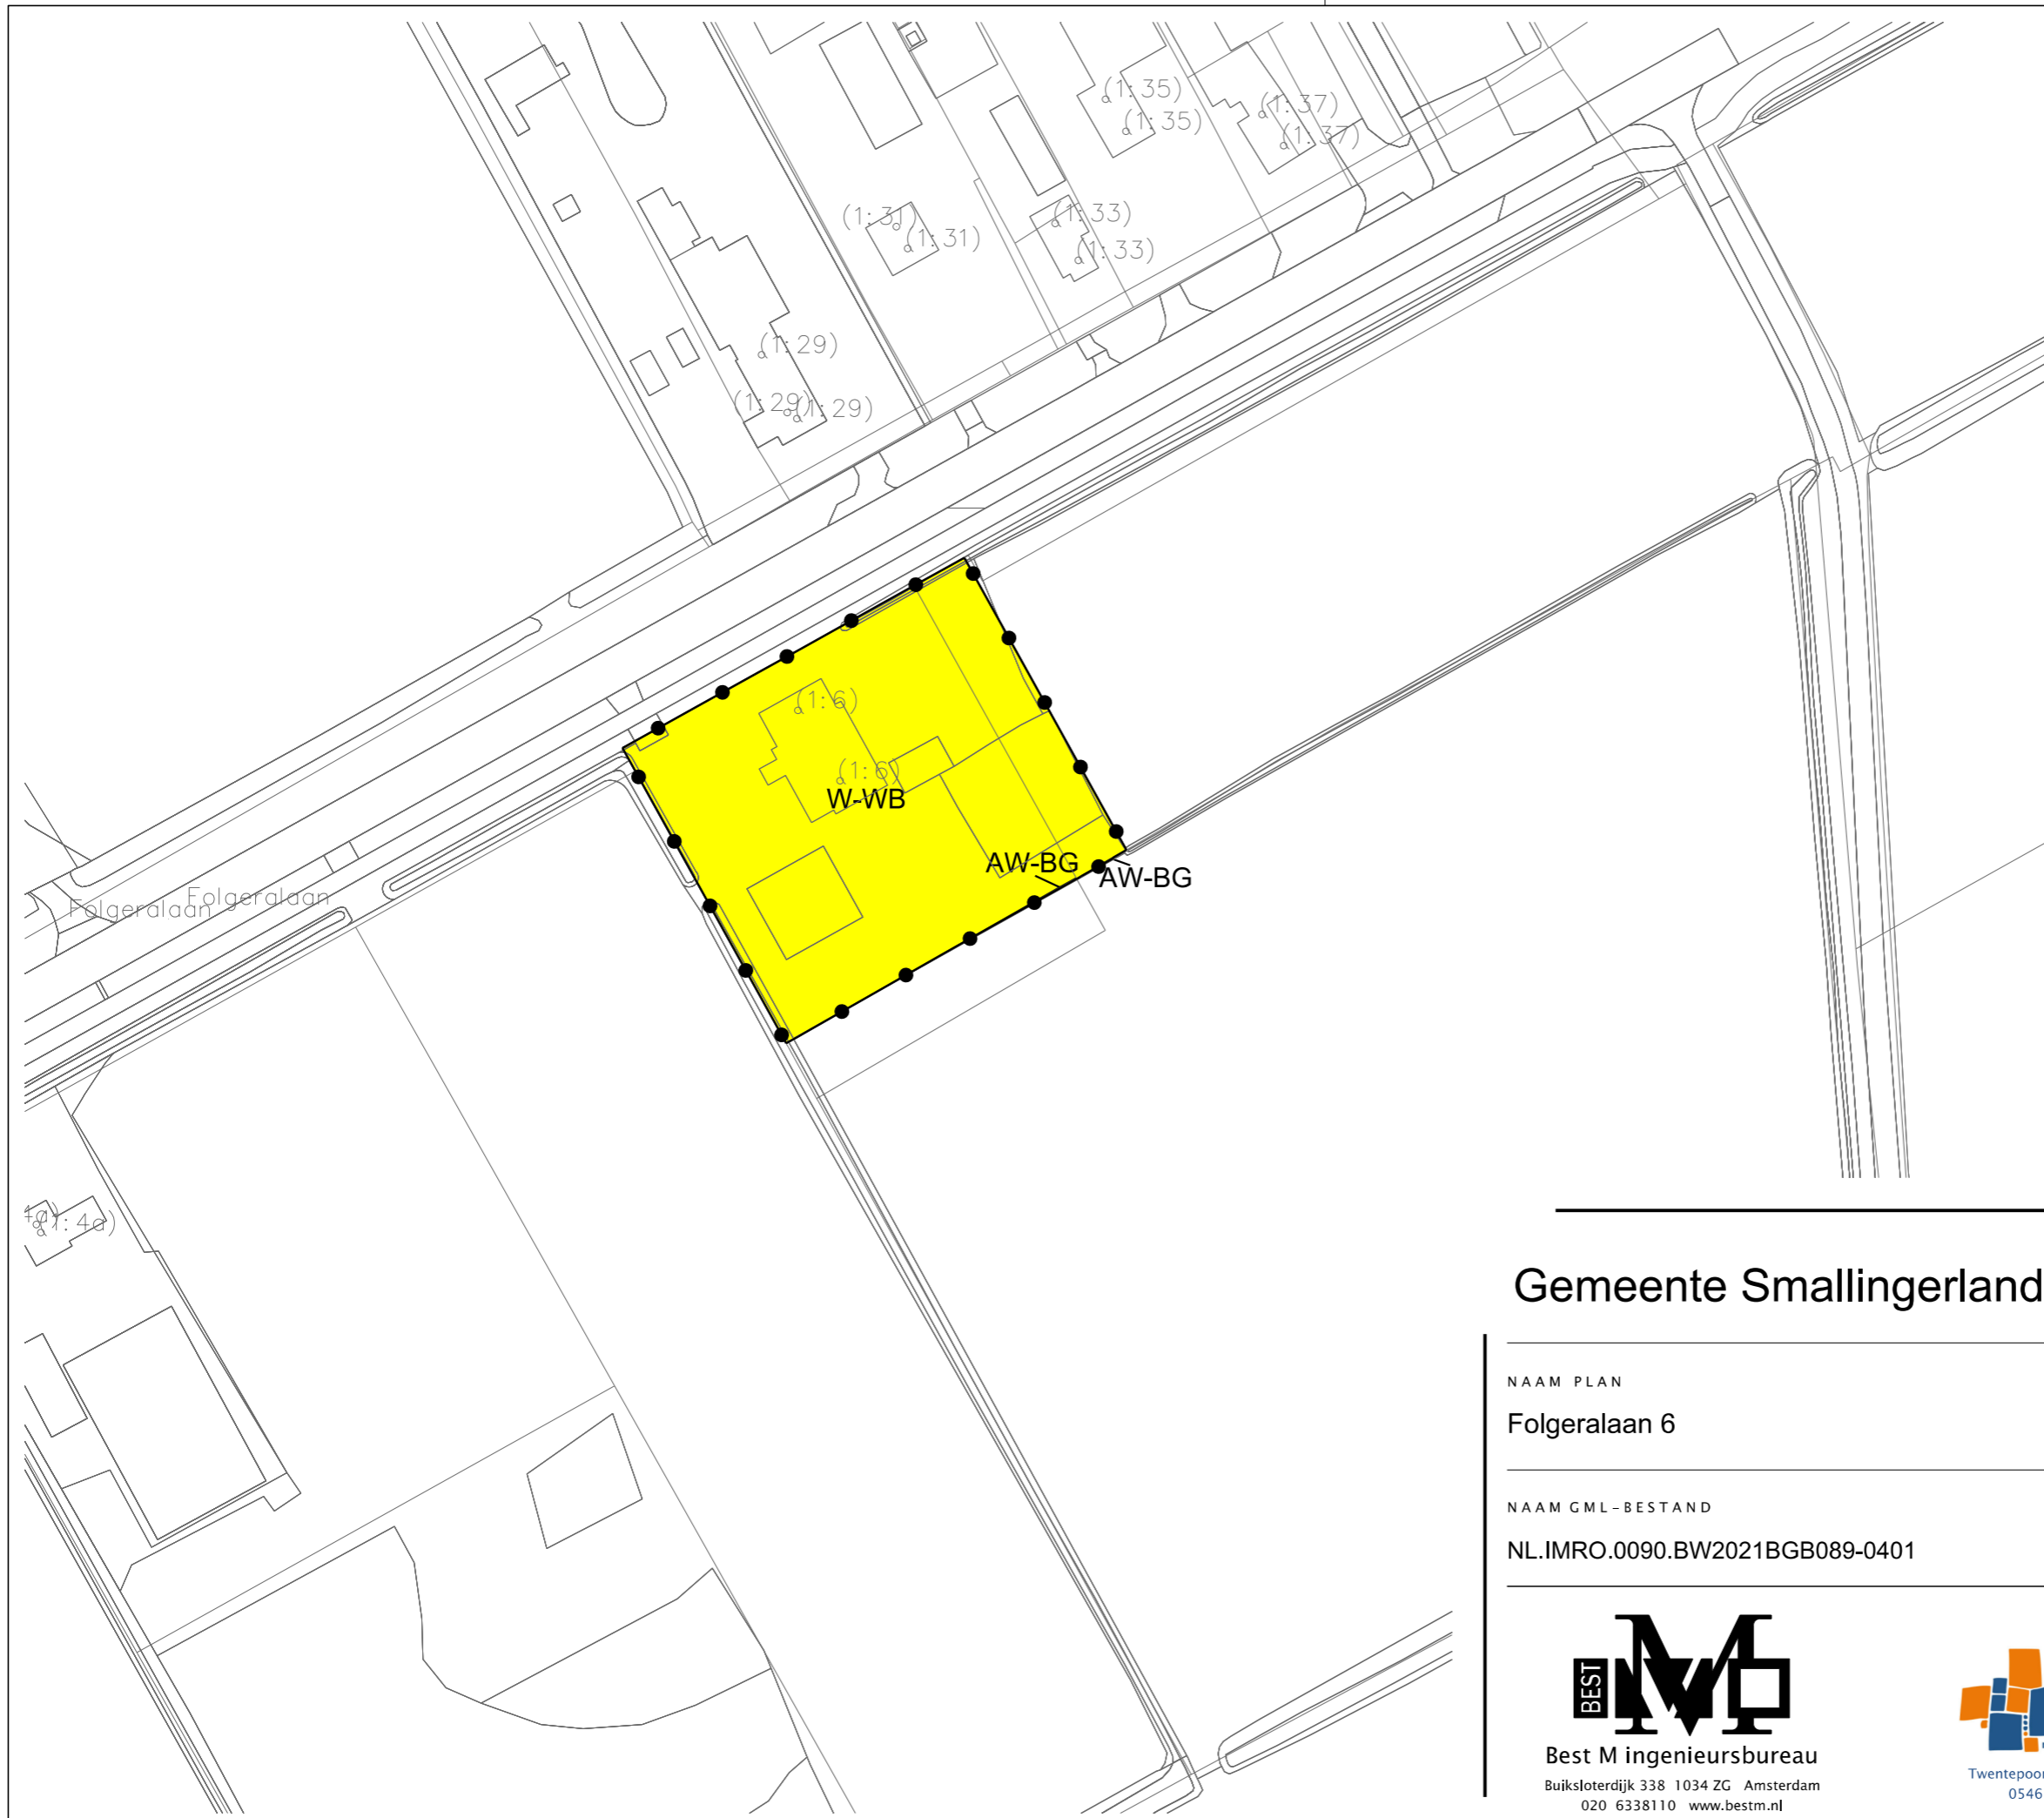 (1:35)
(1:35)
(1:37)
(1:37)
(1:31)
(1:31)
(1:33)
(1:33)
(1:29)
(1:29)
(1:29)
(1:6)
(1:6)
W-WB
AW-BG
AW-BG
Folgeralaan
Folgeralaan
(1:4a)
Gemeente Smallingerland
NAAM PLAN
Folgeralaan 6
NAAM GML-BESTAND
NL.IMRO.0090.BW2021BGB089-0401
BEST
M
Best M ingenieursbureau
Buiksloterdijk 338 1034 ZG Amsterdam
020 6338110 www.bestm.nl
Twentepoor
0546